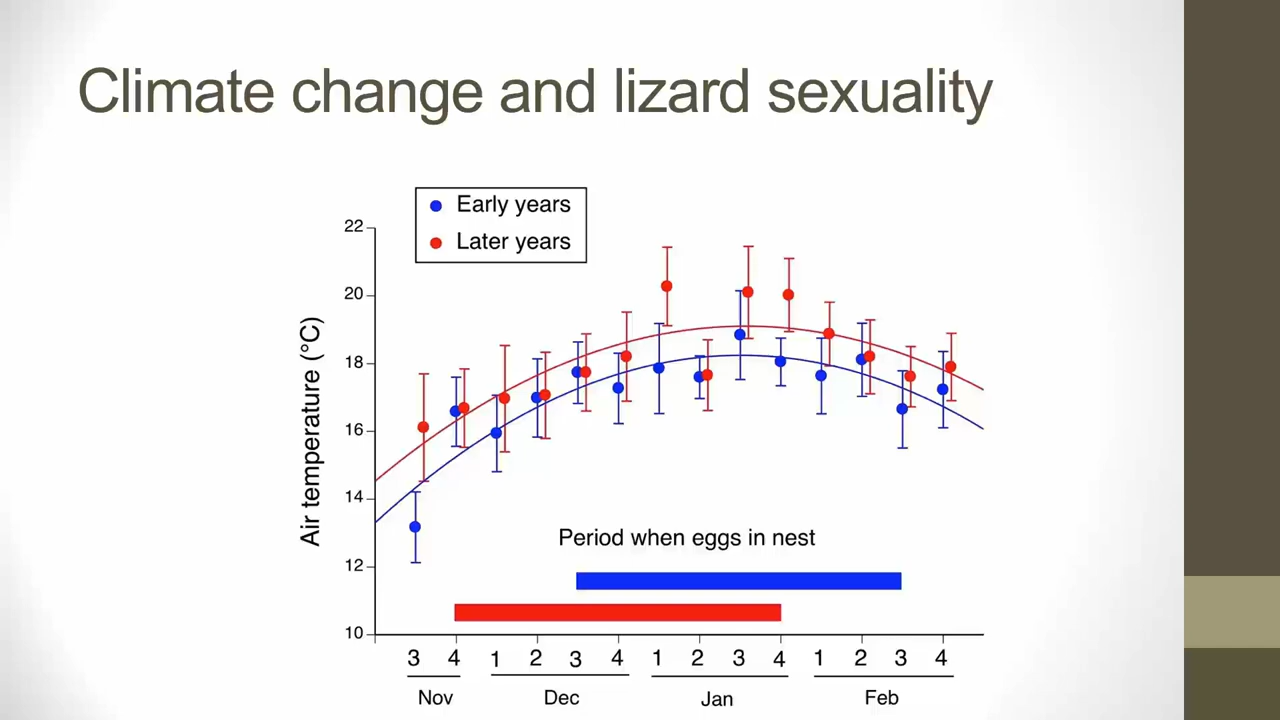 Climate change and lizard sexuality
Early years
Later years
Air temperature (°C)
22
20
18
16
14
12
10
Period when eggs in nest
3 4 1 2 3 4 1 2 3 4 1 2 3 4
Nov Dec Jan Feb